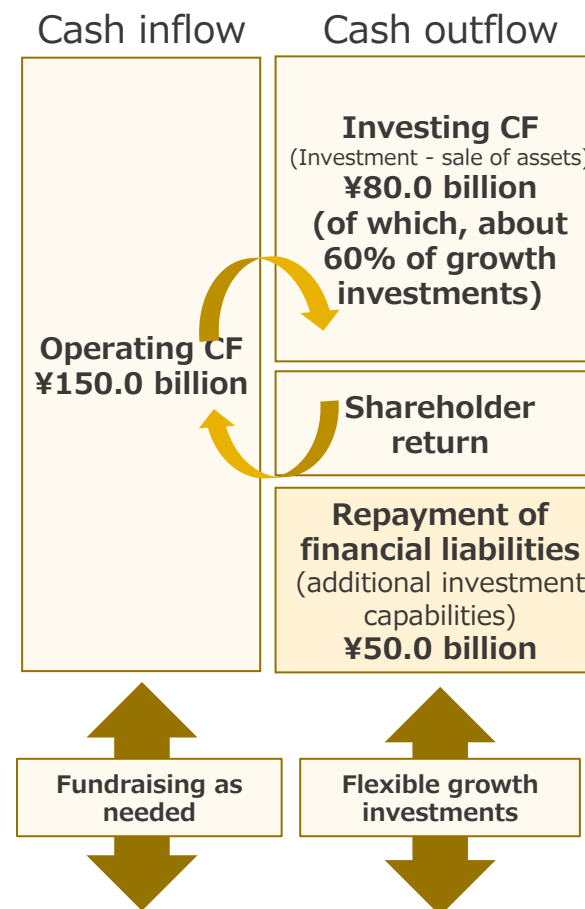 Cash inflow
Cash outflow
Operating CF
¥150.0 billion
Investing CF
(Investment - sale of assets)
¥80.0 billion
(of which, about
60% of growth
investments)
Shareholder
return
Repayment of
financial liabilities
(additional investment
capabilities)
¥50.0 billion
Fundraising as
needed
Flexible growth
investments